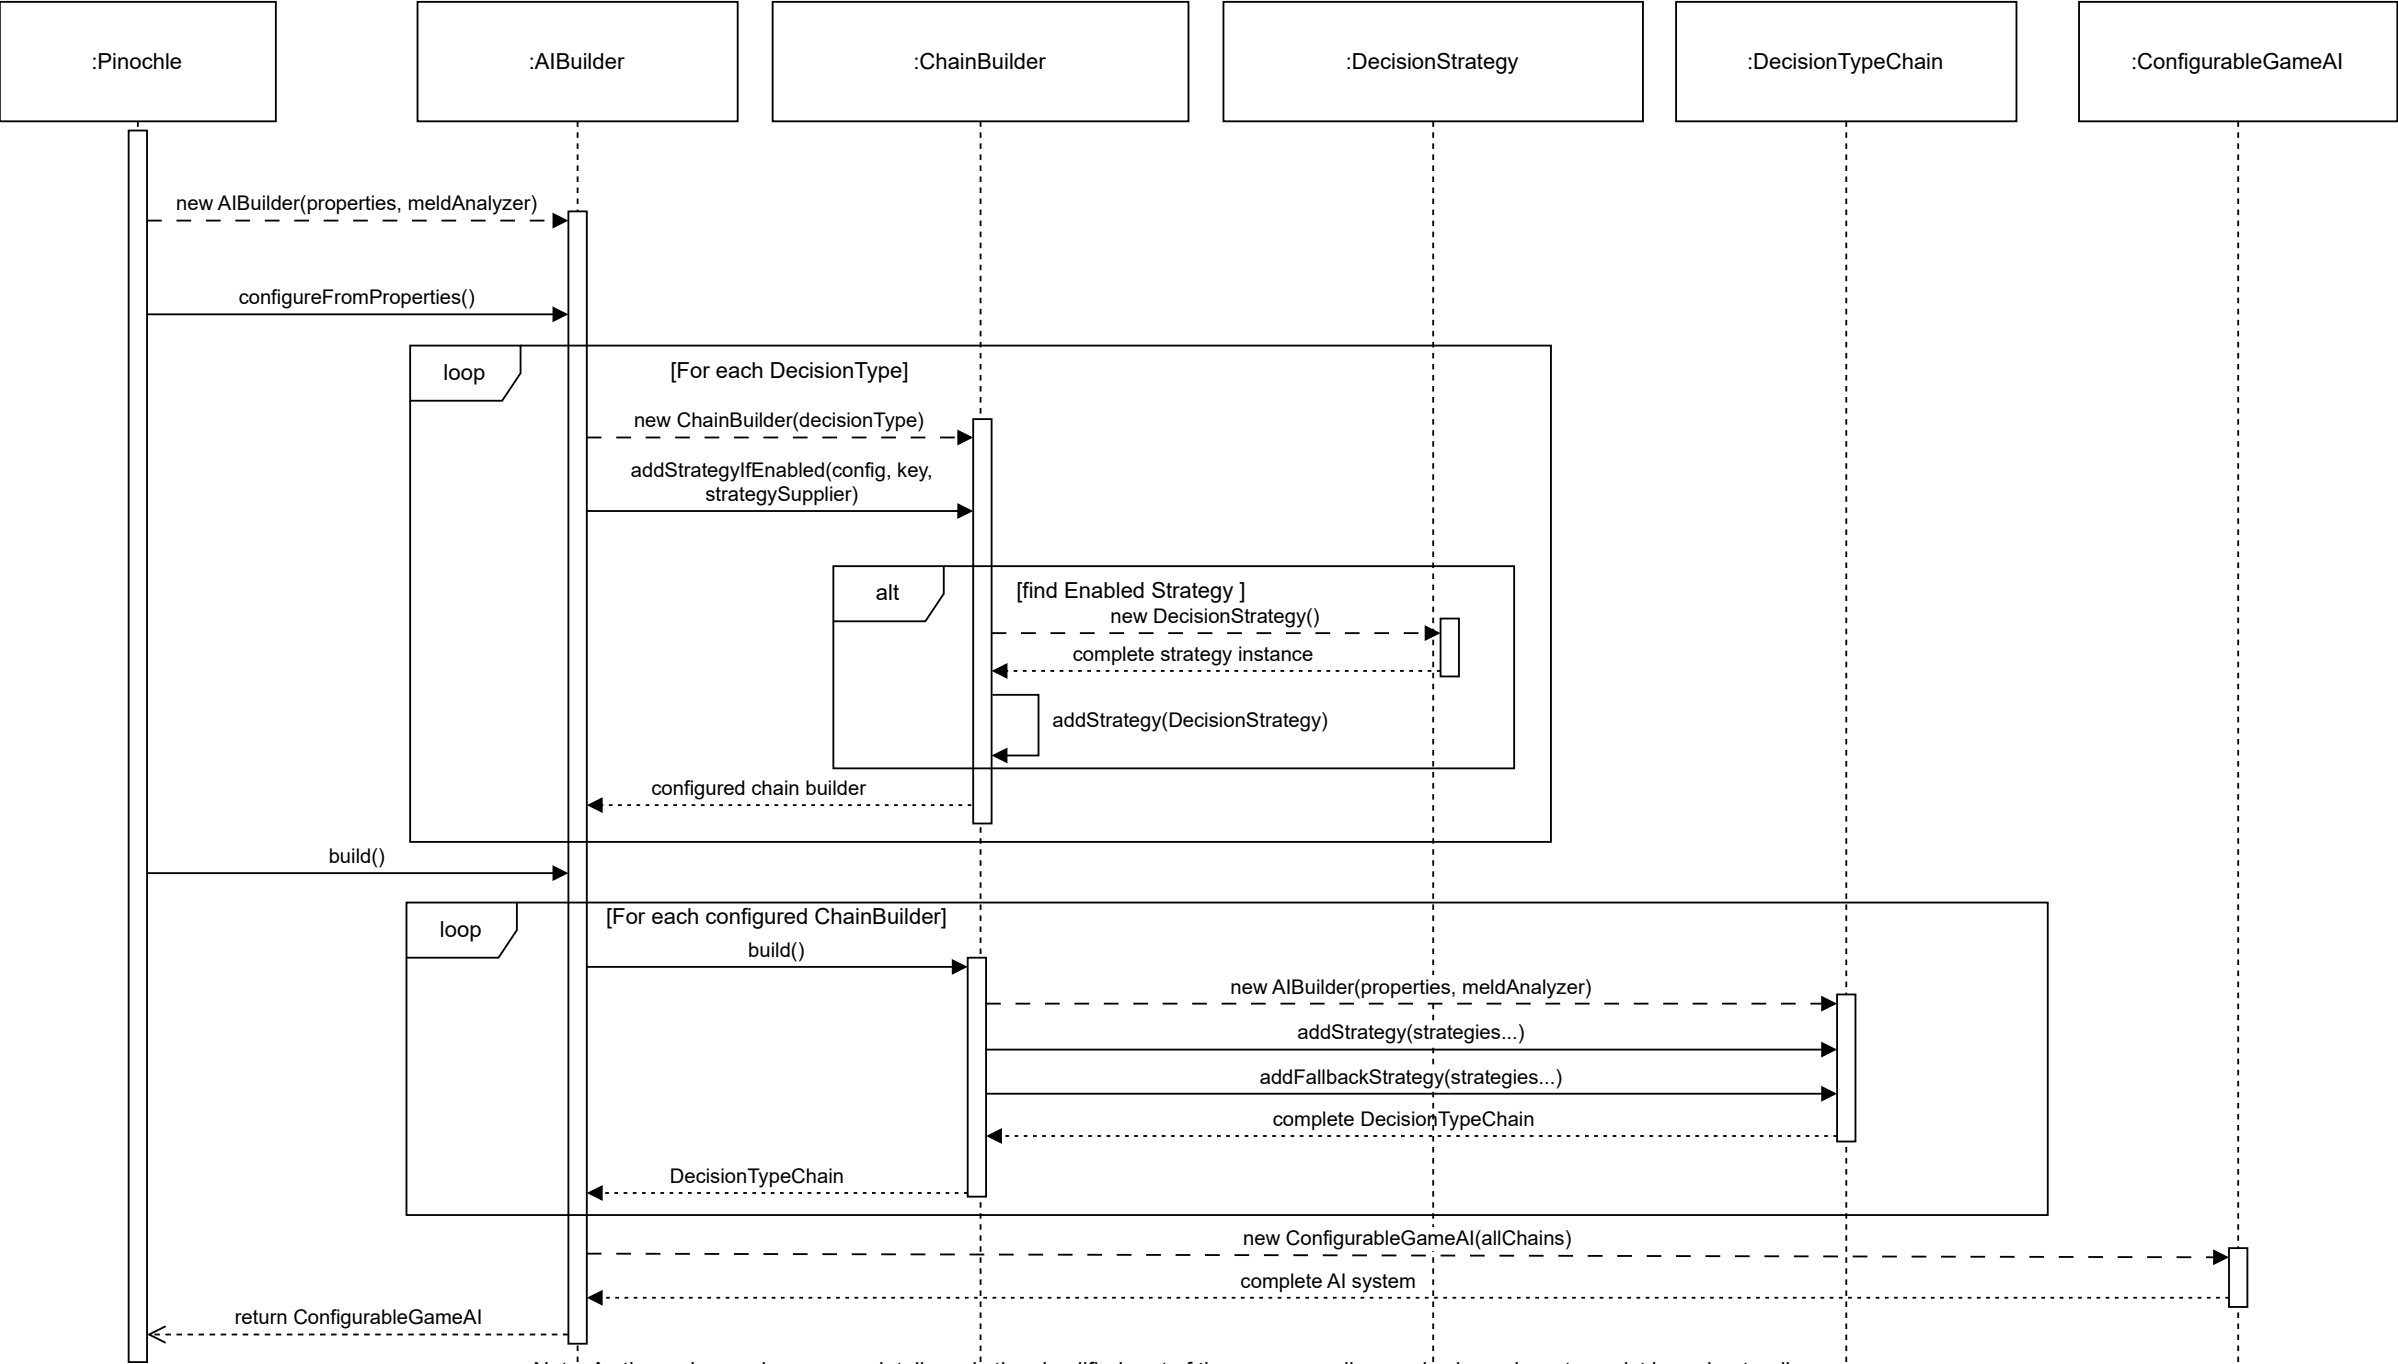 :Pinochle
:AIBuilder
:ChainBuilder
:DecisionStrategy
:DecisionTypeChain
:ConfigurableGameAI
new AIBuilder(properties, meldAnalyzer)
configureFromProperties()
loop
[For each DecisionType]
new ChainBuilder(decisionType)
addStrategyIfEnabled(config, key,
strategySupplier)
alt
[find Enabled Strategy ]
new DecisionStrategy()
complete strategy instance
addStrategy(DecisionStrategy)
configured chain builder
build()
loop
[For each configured ChainBuilder]
build()
new AIBuilder(properties, meldAnalyzer)
addStrategy(strategies...)
addFallbackStrategy(strategies...)
complete DecisionTypeChain
DecisionTypeChain
new ConfigurableGameAI(allChains)
complete AI system
return ConfigurableGameAI